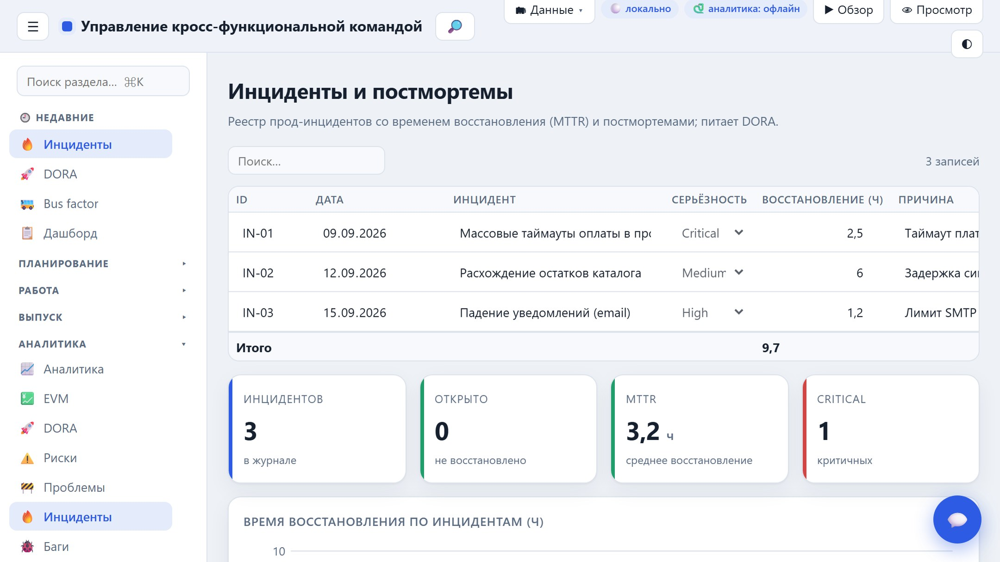 ☰ Управление кросс-функциональной командой
Данные ▾
локально
аналитика: офлайн
▶ Обзор
Просмотр
Поиск раздела... ⌘K
НЕДАВНИЕ
Инциденты
DORA
Bus factor
Дашборд
ПЛАНИРОВАНИЕ
РАБОТА
ВЫПУСК
АНАЛИТИКА
Аналитика
EVM
DORA
Риски
Проблемы
Инциденты
Баги
Инциденты и постмортемы
Реестр прод-инцидентов со временем восстановления (MTTR) и постмортемами; питает DORA.
Поиск...
3 записей
ID ДАТА ИНЦИДЕНТ СЕРЬЁЗНОСТЬ ВОССТАНОВЛЕНИЕ (Ч) ПРИЧИНА
IN-01 09.09.2026 Массовые таймауты оплаты в про Critical 2,5 Таймаут плат
IN-02 12.09.2026 Расхождение остатков каталога Medium 6 Задержка син
IN-03 15.09.2026 Падение уведомлений (email) High 1,2 Лимит SMTP
Итого 9,7
ИНЦИДЕНТОВ
3
в журнале
ОТКРЫТО
0
не восстановлено
MTTR
3,2 ч
среднее восстановление
CRITICAL
1
критичных
ВРЕМЯ ВОССТАНОВЛЕНИЯ ПО ИНЦИДЕНТАМ (Ч)
10